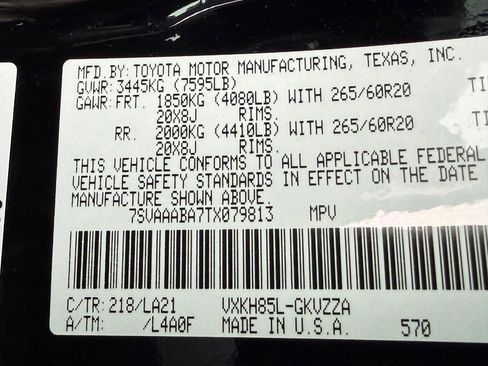 MFD.BY: TOYOTA MOTOR MANUFACTURING, TEXAS, INC.
GVWR: 3445KG (7595LB)
GAWR: FRT. 1850KG (4080LB) WITH 265/60R20
20X8J RIMS.
RR. 2000KG (4410LB) WITH 265/60R20
20X8J RIMS.
THIS VEHICLE CONFORMS TO ALL APPLICABLE FEDERAL
VEHICLE SAFETY STANDARDS IN EFFECT ON THE DATE
MANUFACTURE SHOWN ABOVE.
7SVAAABA7TX079813 MPV
C/TR: 218/LA21 VXKH85L-GKVZZA
A/TM: /L4A0F MADE IN U.S.A. 570